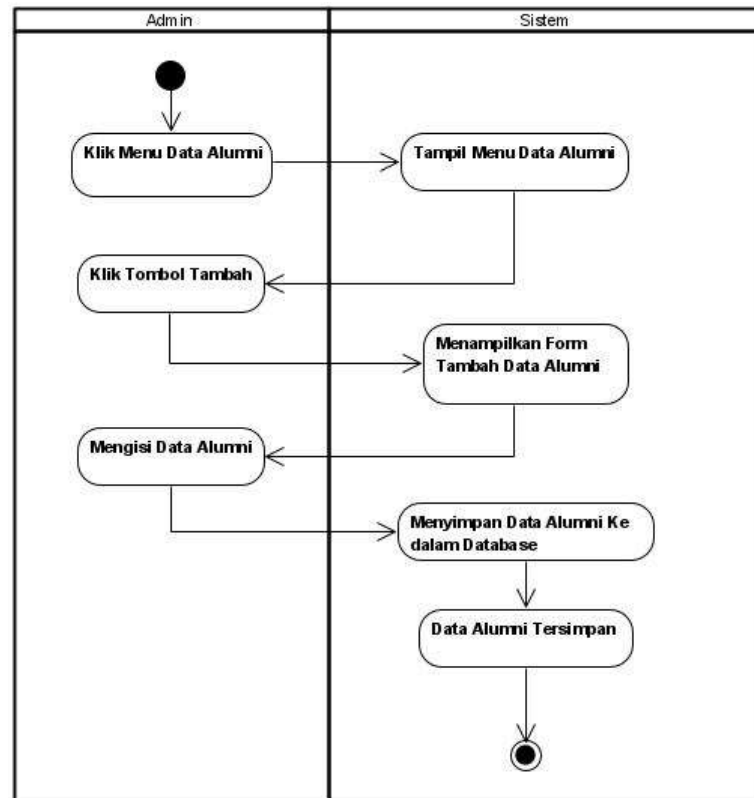 Admin
Sistem
Klik Menu Data Alumni
Tampil Menu Data Alumni
Klik Tombol Tambah
Menampilkan Form
Tambah Data Alumni
Mengisi Data Alumni
Menyimpan Data Alumni Ke
dalam Database
Data Alumni Tersimpan